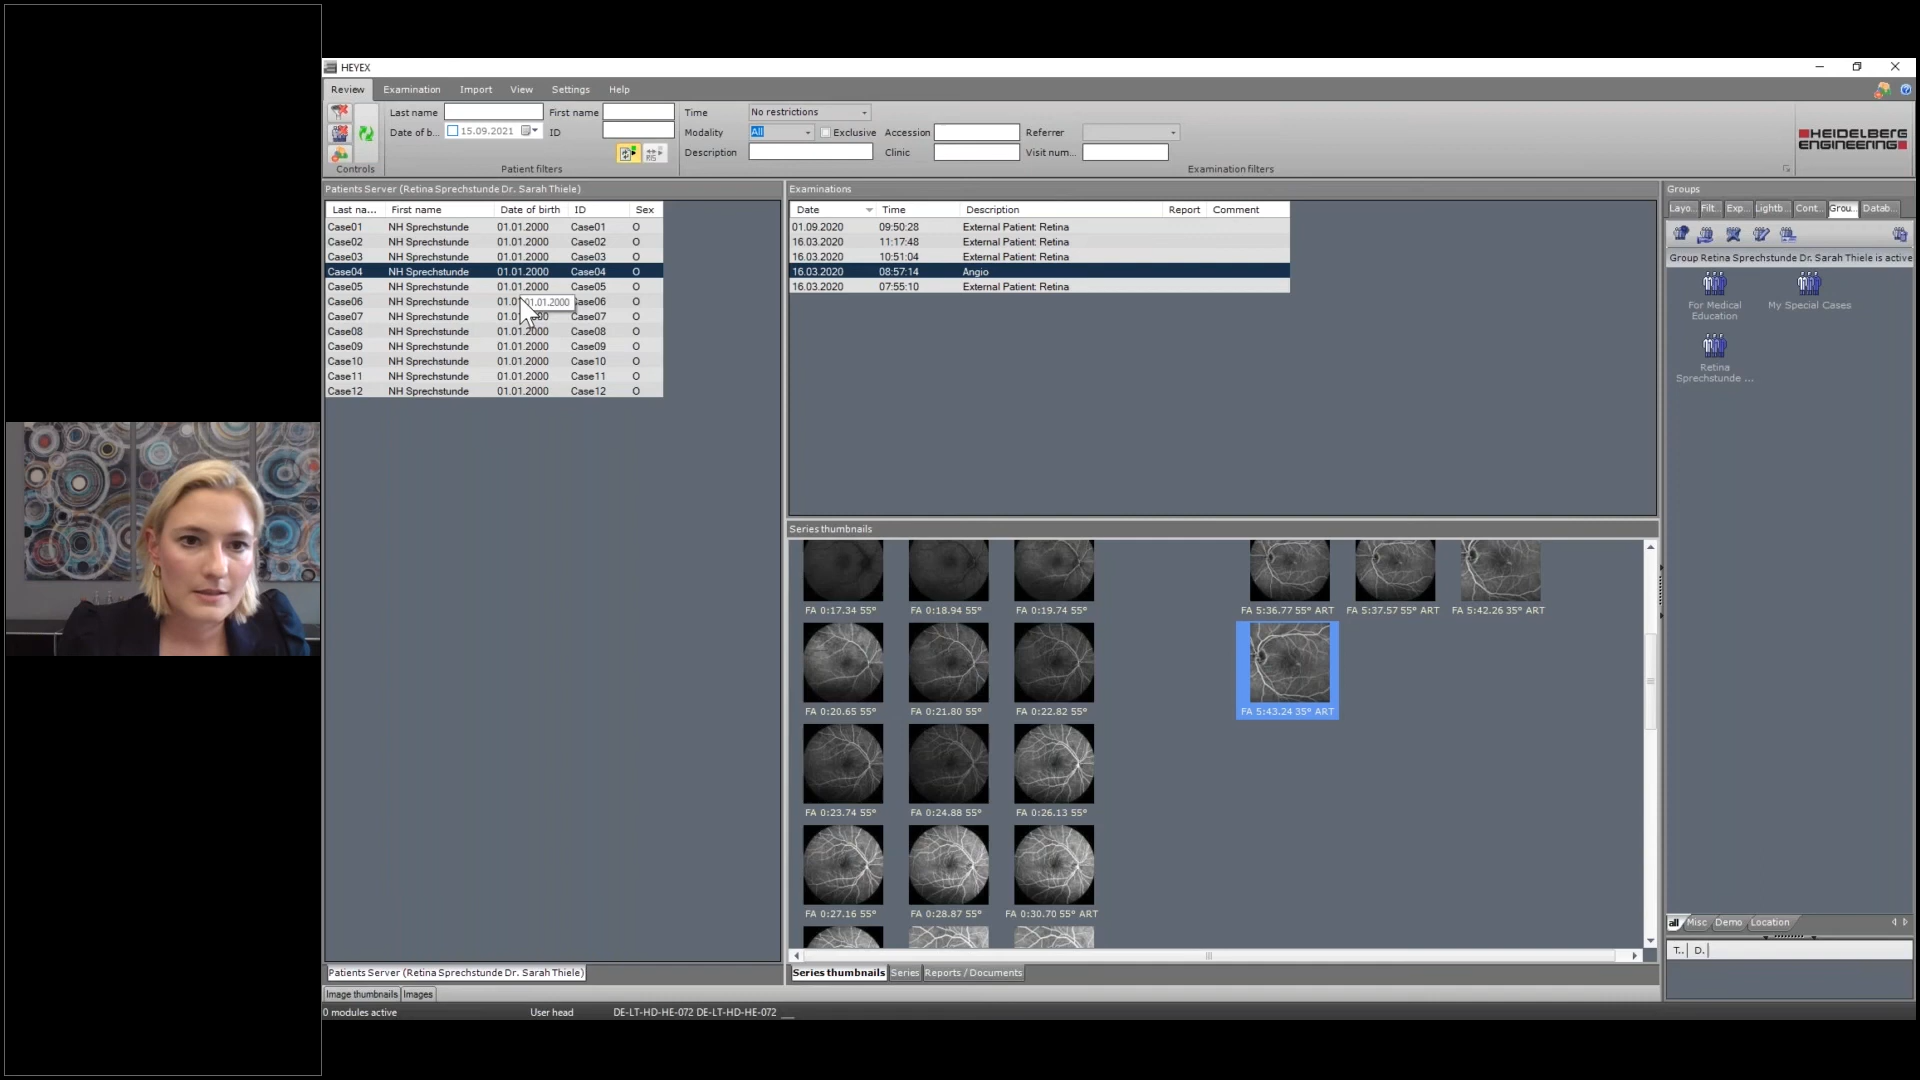 HEYEX
Review Examination Import View Settings Help
Last name First name Time No restrictions
Date of b... 15.09.2021 ID Modality All Exclusive Accession Referrer
Description Clinic Visit num...
Controls Patient filters Examination filters
HEIDELBERG
ENGINEERING
Patients Server (Retina Sprechstunde Dr. Sarah Thiele)
Last na... First name Date of birth ID Sex
Case01 NH Sprechstunde 01.01.2000 Case01 O
Case02 NH Sprechstunde 01.01.2000 Case02 O
Case03 NH Sprechstunde 01.01.2000 Case03 O
Case04 NH Sprechstunde 01.01.2000 Case04 O
Case05 NH Sprechstunde 01.01.2000 Case05 O
Case06 NH Sprechstunde 01.01.2000 O
Case07 NH Sprechstunde Case07 O
Case08 NH Sprechstunde 01.01.2000 Case08 O
Case09 NH Sprechstunde 01.01.2000 Case09 O
Case10 NH Sprechstunde 01.01.2000 Case10 O
Case11 NH Sprechstunde 01.01.2000 Case11 O
Case12 NH Sprechstunde 01.01.2000 Case12 O
Examinations
Date Time Description Report Comment
01.09.2020 09:50:28 External Patient: Retina
16.03.2020 11:17:48 External Patient: Retina
16.03.2020 10:51:04 External Patient: Retina
16.03.2020 08:57:14 Angio
16.03.2020 07:55:10 External Patient: Retina
Series thumbnails
FA 0:17.34 55° FA 0:18.94 55° FA 0:19.74 55° FA 5:36.77 55° ART FA 5:37.57 55° ART FA 5:42.26 35° ART
FA 0:20.65 55° FA 0:21.80 55° FA 0:22.82 55° FA 5:43.24 35° ART
FA 0:23.74 55° FA 0:24.88 55° FA 0:26.13 55°
FA 0:27.16 55° FA 0:28.87 55° FA 0:30.70 55° ART
Groups
Layo... Filt... Exp... Lightb... Cont... Grou... Datab...
Group Retina Sprechstunde Dr. Sarah Thiele is active
For Medical
Education
My Special Cases
Retina
Sprechstunde ...
all Misc Demo Location
T.. D.
Patients Server (Retina Sprechstunde Dr. Sarah Thiele)
Series thumbnails Series Reports / Documents
Image thumbnails Images
0 modules active User head DE-LT-HD-HE-072 DE-LT-HD-HE-072